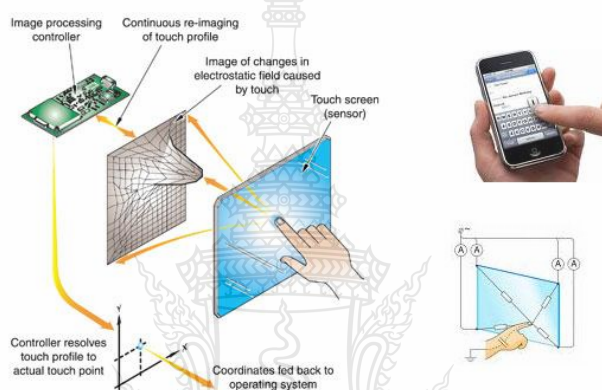 Image processing
controller
Continuous re-imaging
of touch profile
Image of changes in
electrostatic field caused
by touch
Touch screen
(sensor)
A
A
A
A
Y
X
Controller resolves
touch profile to
actual touch point
Coordinates fed back to
operating system